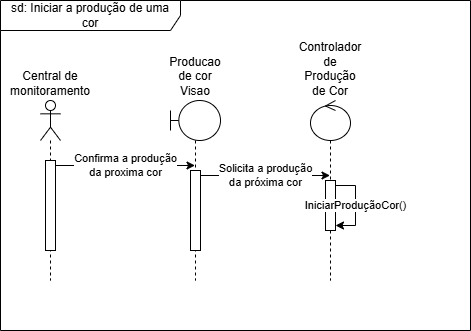 sd: Iniciar a produção de uma
cor
Central de
monitoramento
Producao
de cor
Visao
Controlador
de
Produção
de Cor
Confirma a produção
da proxima cor
Solicita a produção
da próxima cor
IniciarProduçãoCor()